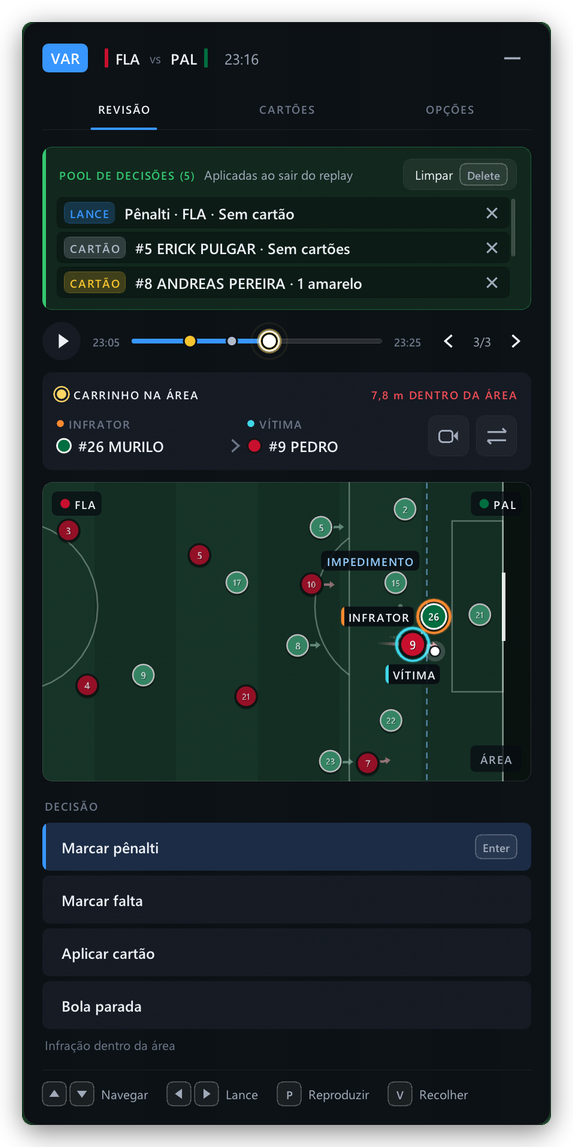 VAR FLA vs PAL 23:16
REVISÃO CARTÕES OPÇÕES
POOL DE DECISÕES (5) Aplicadas ao sair do replay Limpar Delete
LANCE Pênalti · FLA · Sem cartão
CARTÃO #5 ERICK PULGAR · Sem cartões
CARTÃO #8 ANDREAS PEREIRA · 1 amarelo
23:05 23:25 3/3
CARRINHO NA ÁREA 7,8 m DENTRO DA ÁREA
INFRATOR VÍTIMA
#26 MURILO #9 PEDRO
FLA PAL
2
3
5
5
IMPEDIMENTO
17 10 15
INFRATOR 26 21
8 9
9 VÍTIMA
4
21
22
23 7
ÁREA
DECISÃO
Marcar pênalti Enter
Marcar falta
Aplicar cartão
Bola parada
Infração dentro da área
Navegar Lance P Reproduzir V Recolher